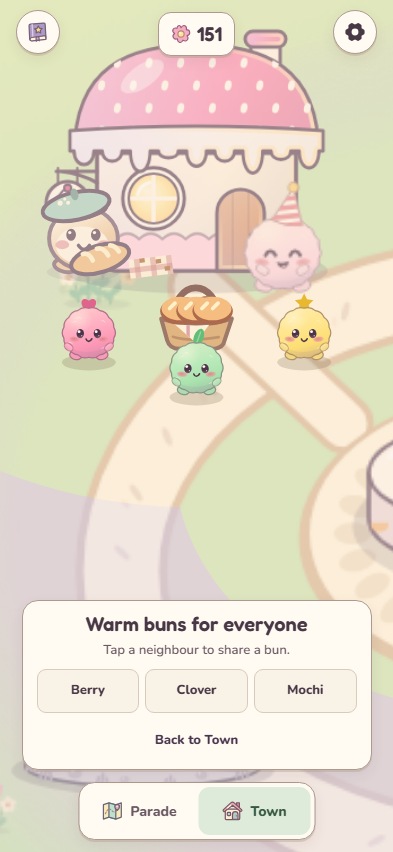 151
Warm buns for everyone
Tap a neighbour to share a bun.
Berry
Clover
Mochi
Back to Town
Parade
Town